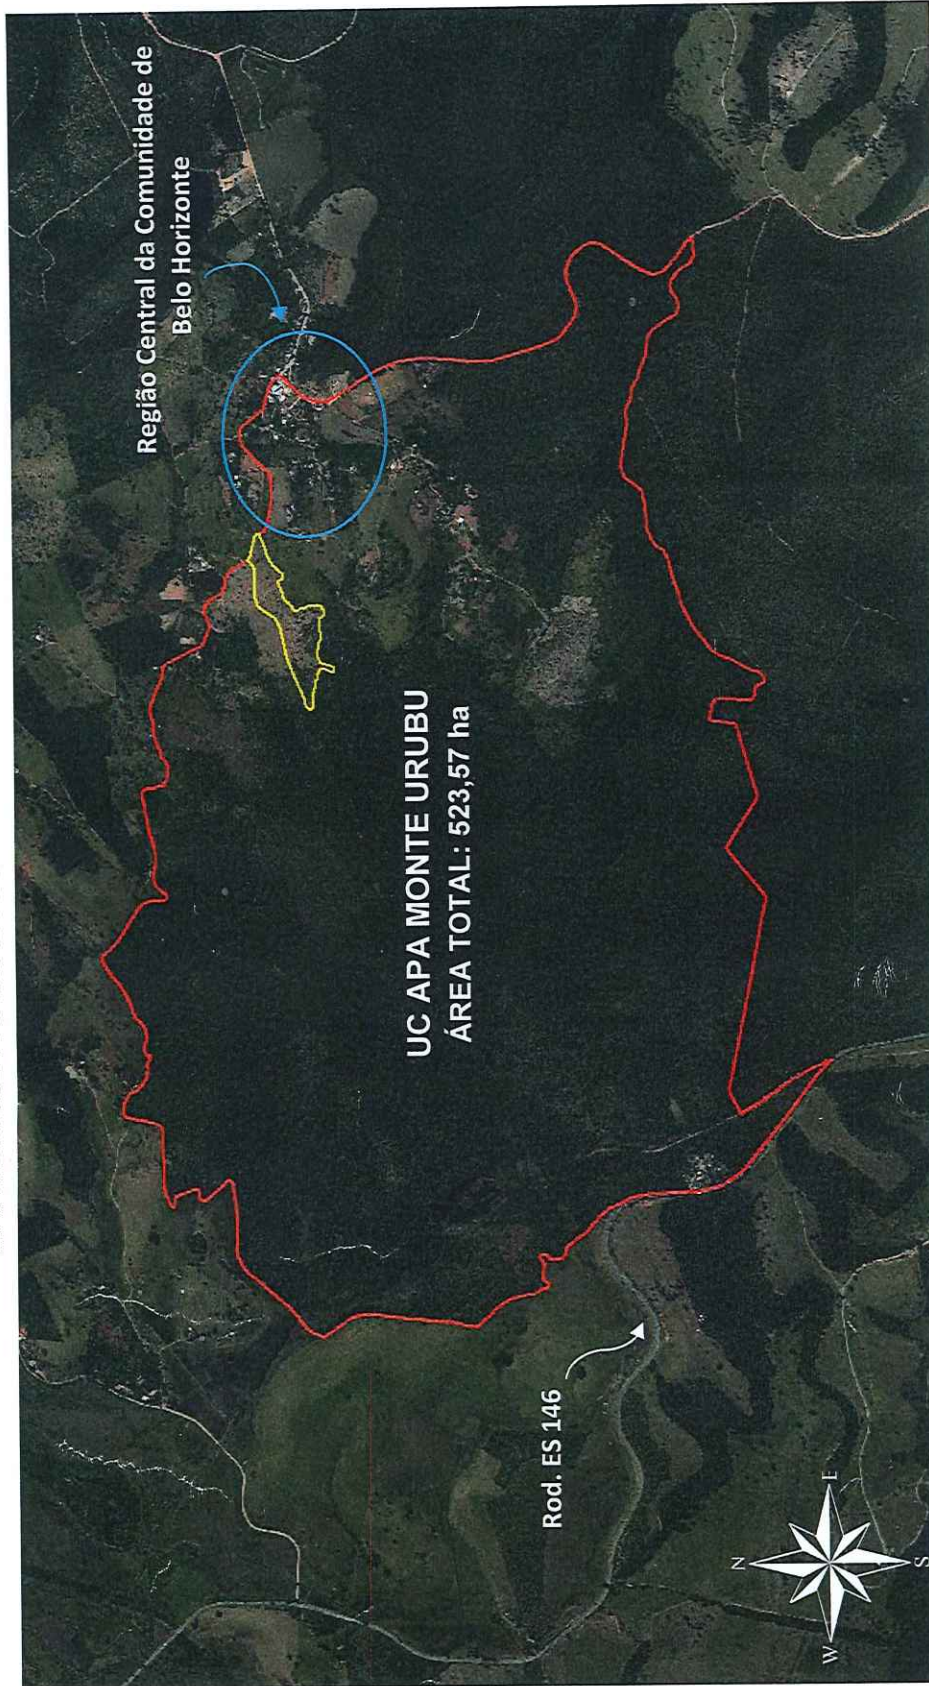 Região Central da Comunidade de
Belo Horizonte
UC APA MONTE URUBU
ÁREA TOTAL: 523,57 ha
Rod. ES 146
N
W
E
S